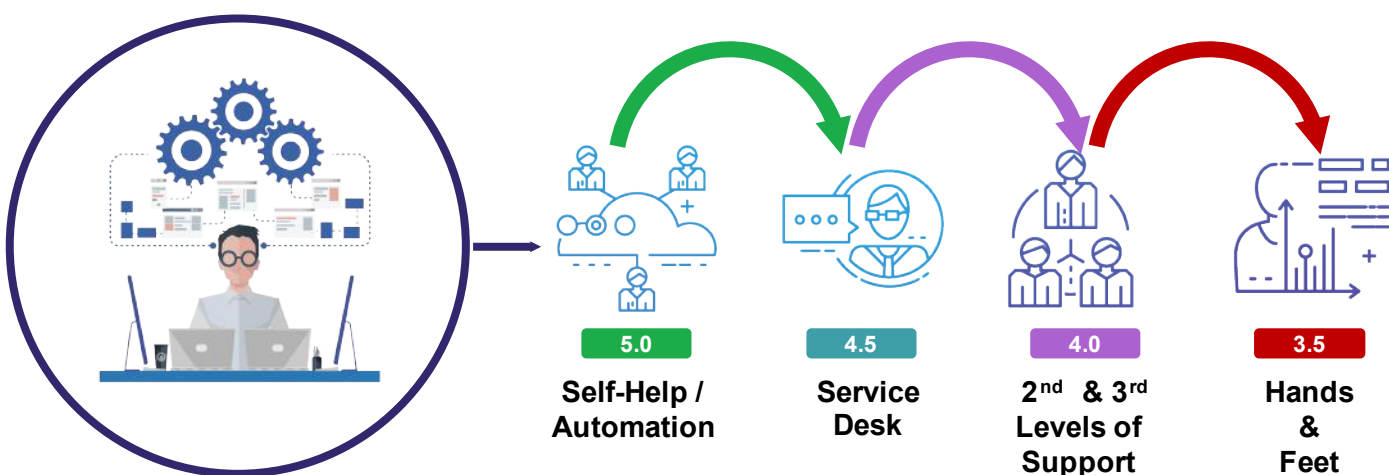 5.0
Self-Help /
Automation
4.5
Service
Desk
4.0
2nd & 3rd
Levels of
Support
3.5
Hands
&
Feet